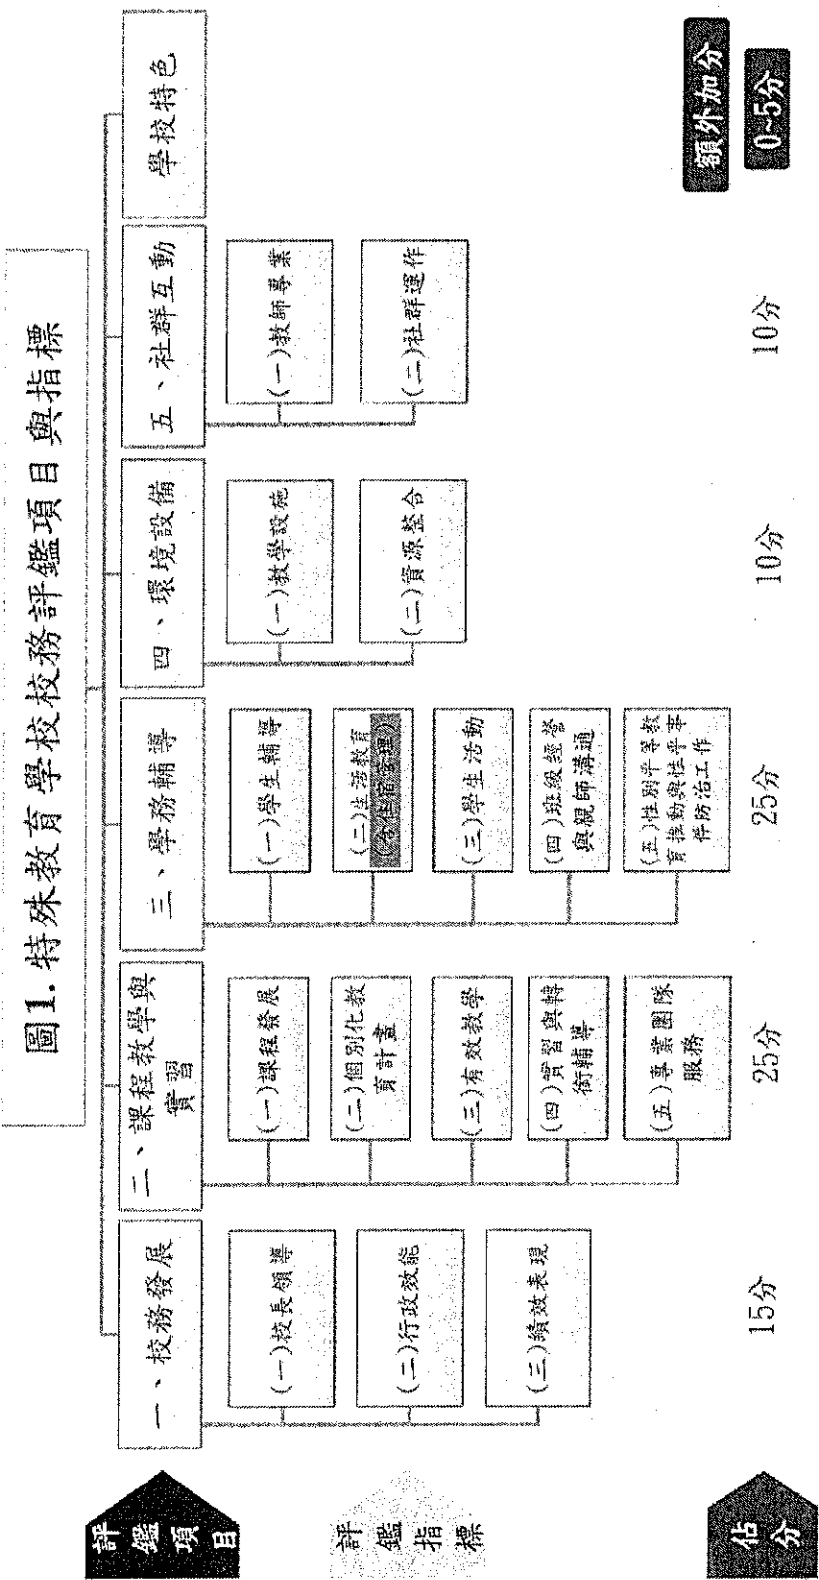 圖1.特殊教育學校校務評鑑項目與指標
評
鑑
項
目
一、校務發展
二、課程教學與
實習
三、學務輔導
四、環境設備
五、社群互動
學校特色
評
鑑
指
標
(一)校長領導
(二)行政效能
(三)績效表現
(一)課程發展
(二)個別化教
育計畫
(三)有效教學
(四)實習與轉
銜輔導
(五)專業團隊
服務
(一)學生輔導
(二)生活教育
(含住宿管理)
(三)學生活動
(四)班級經營
與親師溝通
(五)性別平等教
育推動與性平事
件防治工作
(一)教學設施
(二)資源整合
(一)教師專業
(二)社群運作
佔
分
15分
25分
25分
10分
10分
額外加分
0~5分